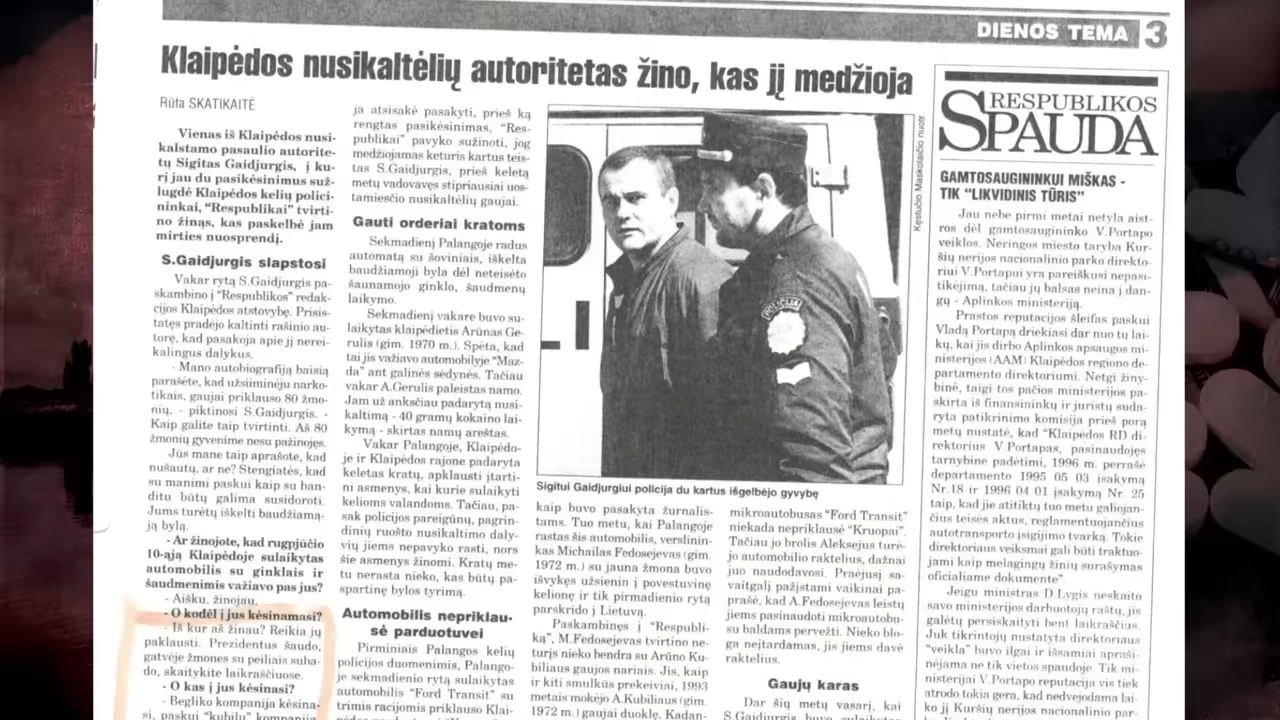 DIENOS TEMA 3
Klaipėdos nusikaltėlių autoritetas žino, kas jį medžioja
Rūta SKATIKAITĖ
Vienas iš Klaipėdos nusi-
kalstamo pasaulio autorite-
tų Sigitas Gaidjurgis, į ku-
rį jau du pasikėsinimus suž-
lugdė Klaipėdos kelių polici-
ninkai, "Respublikai" tvirti-
no žinąs, kas paskelbė jam
mirties nuosprendį.
S.Gaidjurgis slapstosi
Vakar rytą S.Gaidjurgis pa-
skambino į "Respublikos" redak-
cijos Klaipėdos atstovybę. Prisis-
tatęs pradėjo kaltinti rašinio au-
torę, kad pasakoja apie jį nerei-
kalingus dalykus.
- Mano autobiografiją baisią
parašėte, kad užsiiminėju narko-
tikais, gaujai priklauso 80 žmo-
nių, - piktinosi S.Gaidjurgis. -
Kaip galite taip tvirtinti. Aš 80
žmonių gyvenime nesu pažinojęs.
Jūs mane taip aprašote, kad
nušautų, ar ne? Stengiatės, kad
su manimi paskui kaip su ban-
ditu būtų galima susidoroti.
Jums turėtų iškelti baudžiamą-
ją bylą.
- Ar žinojote, kad rugpjūčio
10-ąją Klaipėdoje sulaikytas
automobilis su ginklais ir
šaudmenimis važiavo pas jus?
- Aišku, žinojau.
- O kodėl į jus kėsinamasi?
- Iš kur aš žinau? Reikia jų
paklausti. Prezidentus šaudo,
gatvėje žmones su peiliais suba-
do, skaitykite laikraščiuose.
- O kas į jus kėsinasi?
- Begliko kompanija kėsina-
si, paskui "kubilų" kompanija
ja atsisakė pasakyti, prieš ką
rengtas pasikėsinimas, "Res-
publikai" pavyko sužinoti, jog
medžiojamas keturis kartus teis-
tas S.Gaidjurgis, prieš keletą
metų vadovavęs stipriausiai uos-
tamiesčio nusikaltėlių gaujai.
Gauti orderiai kratoms
Sekmadienį Palangoje radus
automatą su šoviniais, iškelta
baudžiamoji byla dėl neteisėto
šaunamojo ginklo, šaudmenų
laikymo.
Sekmadienį vakare buvo su-
laikytas klaipėdietis Arūnas Ge-
rulis (gim. 1970 m.). Spėta, kad
tai jis važiavo automobilyje "Maz-
da" ant galinės sėdynės. Tačiau
vakar A.Gerulis paleistas namo.
Jam už anksčiau padarytą nusi-
kaltimą - 40 gramų kokaino lai-
kymą - skirtas namų areštas.
Vakar Palangoje, Klaipėdo-
je ir Klaipėdos rajone padaryta
keletas kratų, apklausti įtarti-
ni asmenys, kai kurie sulaikyti
kelioms valandoms. Tačiau, pa-
sak policijos pareigūnų, pagrin-
dinių ruošto nusikaltimo daly-
vių jiems nepavyko rasti, nors
šie asmenys žinomi. Kratų me-
tu nerasta nieko, kas būtų pa-
spartinę bylos tyrimą.
Automobilis nepriklau-
sė parduotuvei
Pirminiais Palangos kelių
policijos duomenimis, Palango-
je sekmadienio rytą sulaikytas
automobilis "Ford Transit" su
trimis racijomis priklauso Klai-
Kęstučio Maskolaičio nuotr.
Sigitui Gaidjurgiui policija du kartus išgelbėjo gyvybę
kaip buvo pasakyta žurnalis-
tams. Tuo metu, kai Palangoje
rastas šis automobilis, verslinin-
kas Michailas Fedosejevas (gim.
1972 m.) su jauna žmona buvo
išvykęs užsienin į povestuvinę
kelionę ir tik pirmadienio rytą
parskrido į Lietuvą.
Paskambinęs į "Respubli-
ką", M.Fedosejevas tvirtino ne-
turįs nieko bendra su Arūno Ku-
biliaus gaujos nariais. Jis, kaip
ir kiti smulkūs prekeiviai, 1993
metais mokėjo A.Kubiliaus (gim.
1972 m.) gaujai duoklę. Kadan-
mikroautobusas "Ford Transit"
niekada nepriklausė "Kruopai".
Tačiau jo brolis Aleksejus turė-
jo automobilio raktelius, dažnai
juo naudodavosi. Praėjusį sa-
vaitgalį pažįstami vaikinai pa-
prašė, kad A.Fedosejevas leistų
jiems pasinaudoti mikroautobu-
su baldams pervežti. Nieko blo-
ga neįtardamas, jis jiems davė
raktelius.
Gaujų karas
Dar šių metų vasarį, kai
S.Gaidjurgis buvo sulaikytas
POLICIJA
RESPUBLIKOS
SPAUDA
GAMTOSAUGININKUI MIŠKAS -
TIK "LIKVIDINIS TŪRIS"
Jau nebe pirmi metai netyla aist-
ros dėl gamtosaugininko V.Portapo
veiklos. Neringos miesto taryba Kur-
šių nerijos nacionalinio parko direkto-
riui V.Portapui yra pareiškusi nepasi-
tikėjimą, tačiau jų balsas neina į dan-
gų - Aplinkos ministeriją.
Prastos reputacijos šleifas paskui
Vladą Portapą driekiasi dar nuo tų lai-
kų, kai jis dirbo Aplinkos apsaugos mi-
nisterijos (AAM) Klaipėdos regiono de-
partamento direktoriumi. Netgi žiny-
binė, taigi tos pačios ministerijos pa-
skirta iš finansininkų ir juristų suda-
ryta patikrinimo komisija prieš porą
metų nustatė, kad "Klaipėdos RD di-
rektorius V.Portapas, pasinaudojęs
tarnybine padėtimi, 1996 m. perrašė
departamento 1995 05 03 įsakymą
Nr.18 ir 1996 04 01 įsakymą Nr. 25
taip, kad jie atitiktų tuo metu galiojan-
čius teisės aktus, reglamentuojančius
autotransporto įsigijimo tvarką. Tokie
direktoriaus veiksmai gali būti traktuo-
jami kaip melagingų žinių surašymas
oficialiame dokumente".
Jeigu ministras D.Lygis neskaito
savo ministerijos darbuotojų raštų, jis
galėtų persiskaityti bent laikraščius.
Juk tikrintojų nustatyta direktoriaus
"veikla" buvo ilgai ir išsamiai apraši-
nėjama ne tik vietos spaudoje. Tik mi-
nisterijai V.Portapo reputacija vis tiek
atrodo tokia gera, kad nedvejodama lai-
ko jį Kuršių nerijos nacionalinio par-